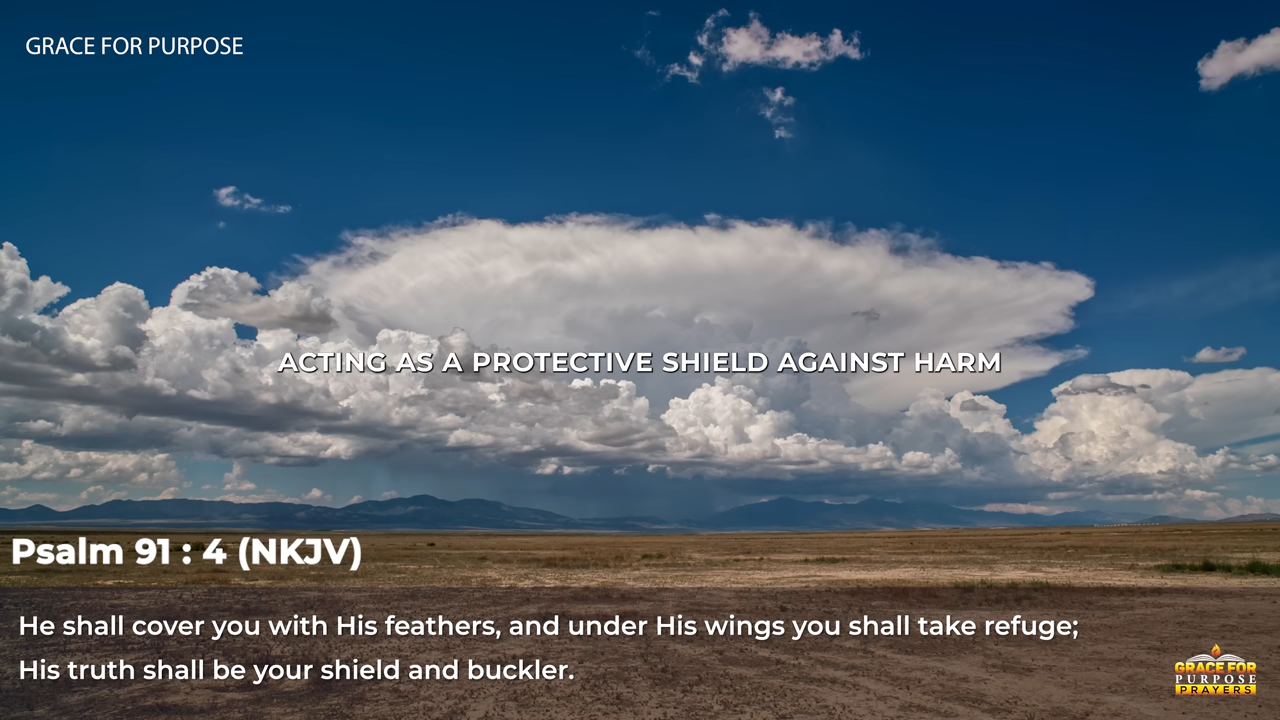 GRACE FOR PURPOSE
ACTING AS A PROTECTIVE SHIELD AGAINST HARM
Psalm 91 : 4 (NKJV)
He shall cover you with His feathers, and under His wings you shall take refuge;
His truth shall be your shield and buckler.
GRACE FOR
PURPOSE
PRAYERS